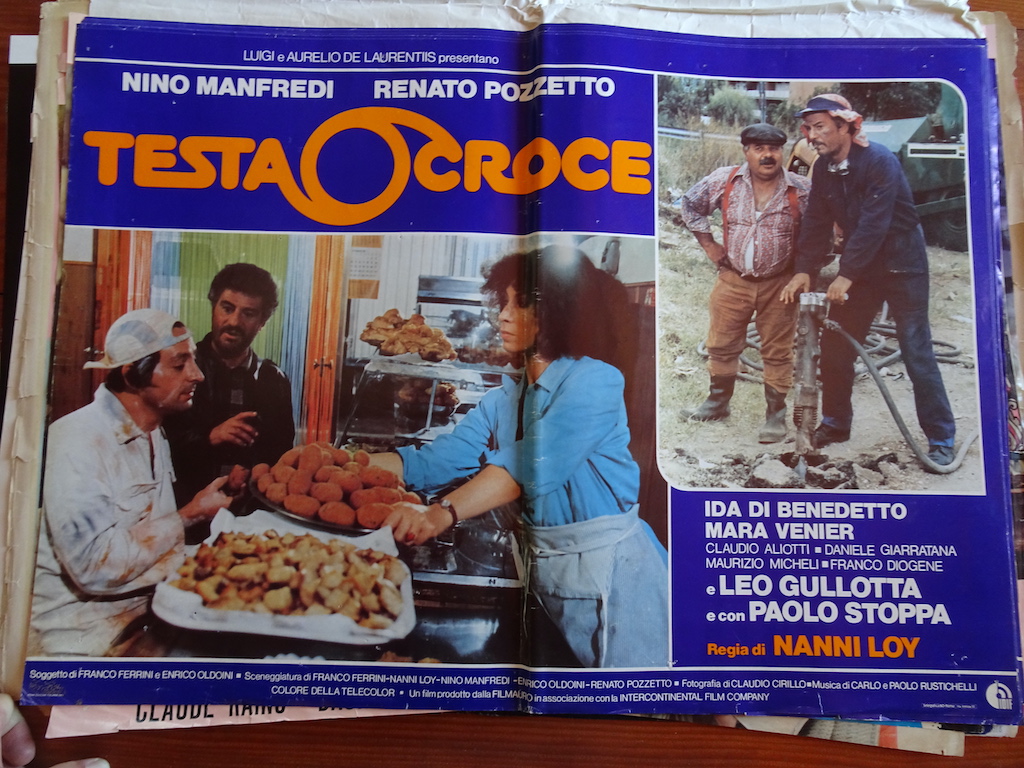 LUIGI e AURELIO DE LAURENTIIS presentano
NINO MANFREDI RENATO POZZETTO
TESTA O CROCE
IDA DI BENEDETTO
MARA VENIER
CLAUDIO ALIOTTI ▪ DANIELE GIARRATANA
MAURIZIO MICHELI ▪ FRANCO DIOGENE
e LEO GULLOTTA
e con PAOLO STOPPA
Regia di NANNI LOY
Soggetto di FRANCO FERRINI e ENRICO OLDOINI ▪ Sceneggiatura di FRANCO FERRINI-NANNI LOY-NINO MANFREDI-ENRICO OLDOINI-RENATO POZZETTO ▪ Fotografia di CLAUDIO CIRILLO ▪ Musica di CARLO e PAOLO RUSTICHELLI
COLORE DELLA TELECOLOR ▪ Un film prodotto dalla FILMAURO in associazione con la INTERCONTINENTAL FILM COMPANY
CLAUDE RAINS